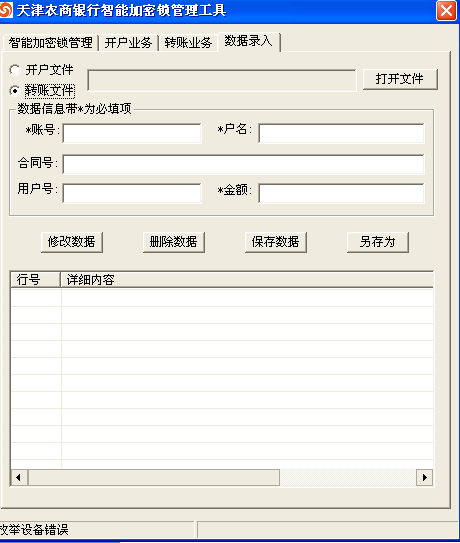 天津农商银行智能加密锁管理工具
智能加密锁管理 开户业务 转账业务 数据录入
开户文件
转账文件
打开文件
数据信息带*为必填项
*账号: *户名:
合同号:
用户号: *金额:
修改数据 删除数据 保存数据 另存为
行号 详细内容
枚举设备错误